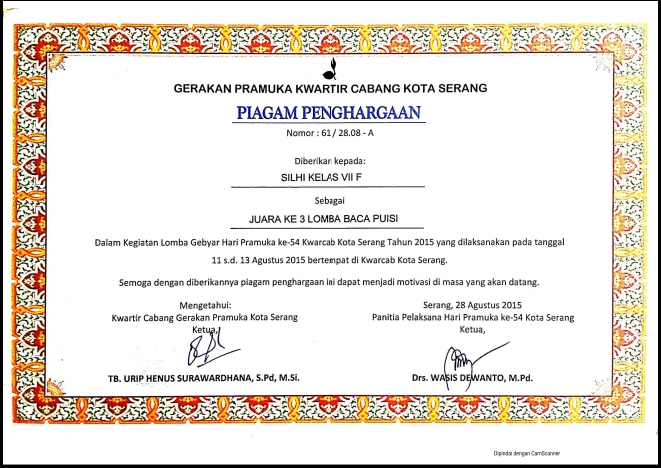 GERAKAN PRAMUKA KWARTIR CABANG KOTA SERANG
PIAGAM PENGHARGAAN
Nomor : 61/ 28.08 - A
Diberikan kepada:
SILHI KELAS VII F
Sebagai
JUARA KE 3 LOMBA BACA PUISI
Dalam Kegiatan Lomba Gebyar Hari Pramuka ke-54 Kwarcab Kota Serang Tahun 2015 yang dilaksanakan pada tanggal
11 s.d. 13 Agustus 2015 bertempat di Kwarcab Kota Serang.
Semoga dengan diberikannya piagam penghargaan ini dapat menjadi motivasi di masa yang akan datang.
Mengetahui:
Kwartir Cabang Gerakan Pramuka Kota Serang
Ketua,
TB. URIP HENUS SURAWARDHANA, S.Pd, M.Si.
Serang, 28 Agustus 2015
Panitia Pelaksana Hari Pramuka ke-54 Kota Serang
Ketua,
Drs. WASIS DEWANTO, M.Pd.
Dipindai dengan CamScanner